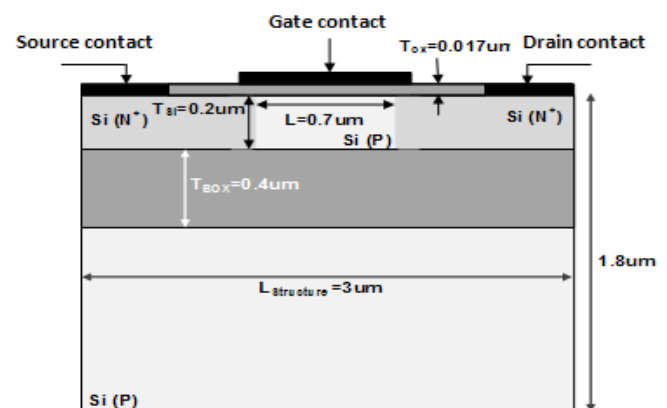 Gate contact
Source contact
Tox=0.017um
Drain contact
Si (N+)
TSi=0.2um
L=0.7um
Si (P)
Si (N+)
TBOX=0.4um
1.8um
LStructure =3um
Si (P)